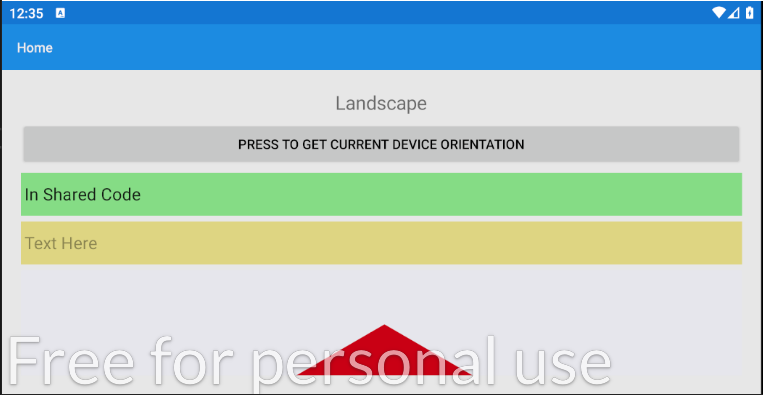 12:35 A
Home
Landscape
PRESS TO GET CURRENT DEVICE ORIENTATION
In Shared Code
Text Here
Free for personal use